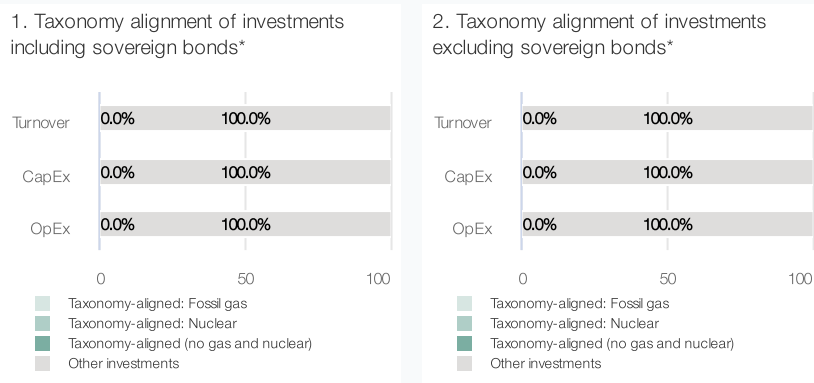 1. Taxonomy alignment of investments
including sovereign bonds*
Turnover 0.0% 100.0%
CapEx 0.0% 100.0%
OpEx 0.0% 100.0%
0 50 100
Taxonomy-aligned: Fossil gas
Taxonomy-aligned: Nuclear
Taxonomy-aligned (no gas and nuclear)
Other investments
2. Taxonomy alignment of investments
excluding sovereign bonds*
Turnover 0.0% 100.0%
CapEx 0.0% 100.0%
OpEx 0.0% 100.0%
0 50 100
Taxonomy-aligned: Fossil gas
Taxonomy-aligned: Nuclear
Taxonomy-aligned (no gas and nuclear)
Other investments